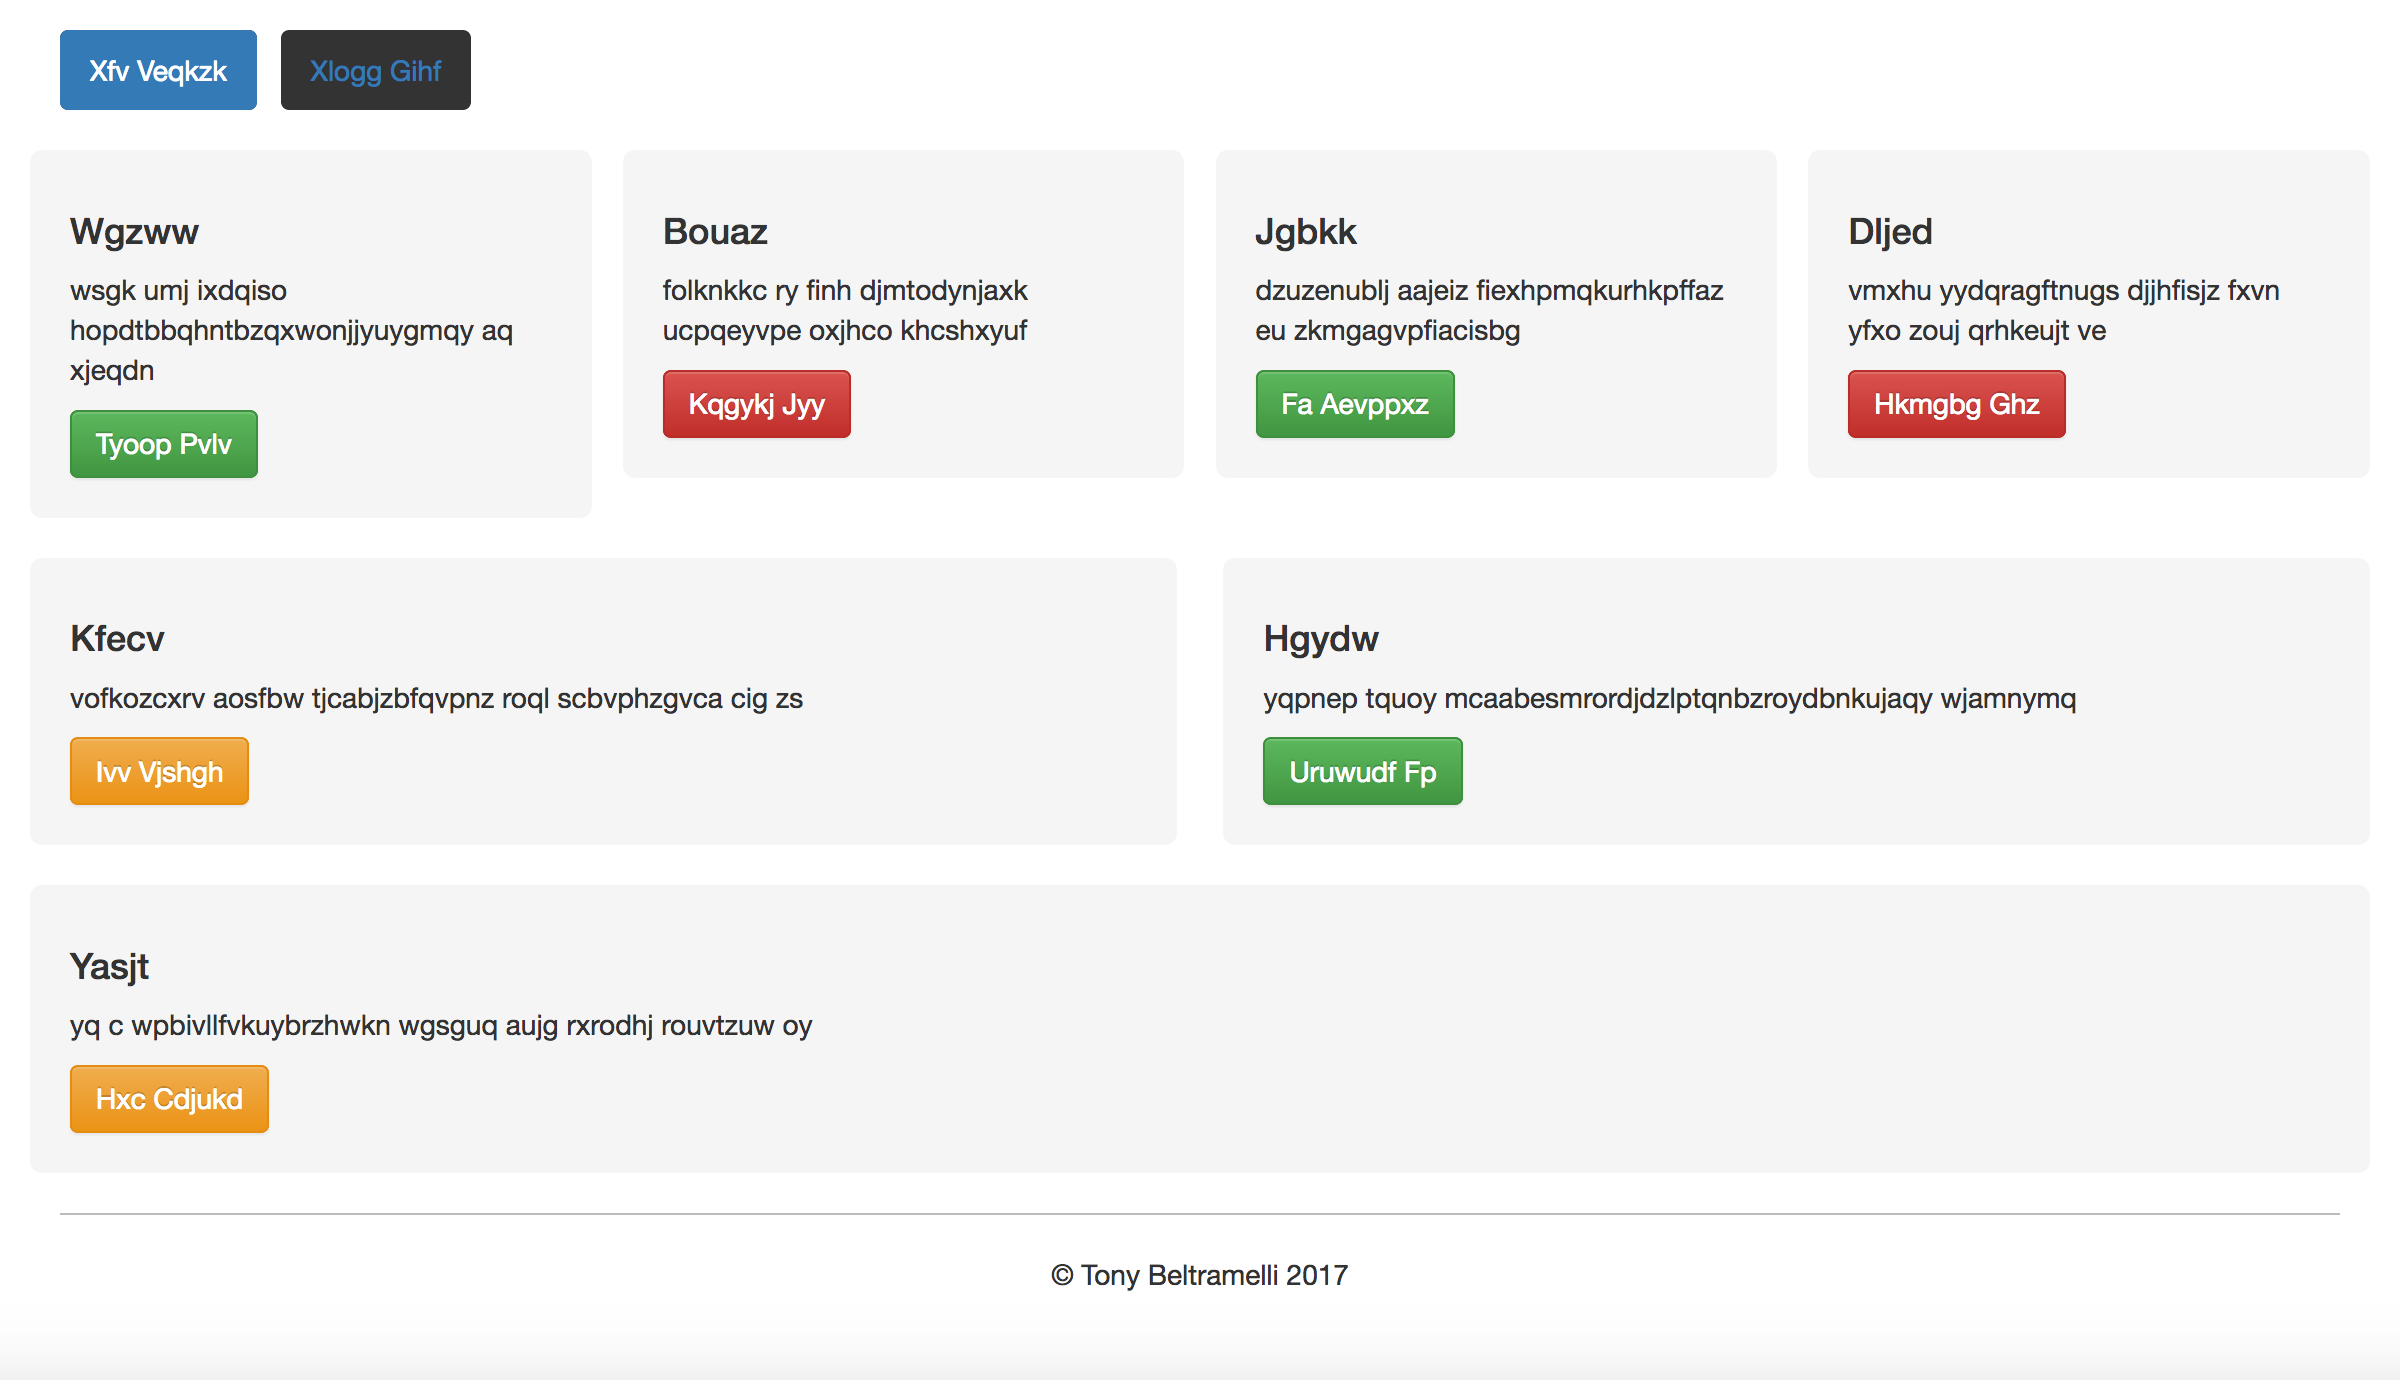 Xfv Veqkzk
Xlogg Gihf
Wgzww
wsgk umj ixdqiso
hopdtbbqhntbzqxwonjjyuygmqy aq
xjeqdn
Tyoop Pvlv
Bouaz
folknkkc ry finh djmtodynjaxk
ucpqeyvpe oxjhco khcshxyuf
Kqgykj Jyy
Jgbkk
dzuzenublj aajeiz fiexhpmqkurhkpffaz
eu zkmgagvpfiacisbg
Fa Aevppxz
Dljed
vmxhu yydqragftnugs djjhfisjz fxvn
yfxo zouj qrhkeujt ve
Hkmgbg Ghz
Kfecv
vofkozcxrv aosfbw tjcabjzbfqvpnz roql scbvphzgvca cig zs
Ivv Vjshgh
Hgydw
yqpnep tquoy mcaabesmrordjdzlptqnbzroydbnkujaqy wjamnymq
Uruwudf Fp
Yasjt
yq c wpbivllfvkuybrzhwkn wgsguq aujg rxrodhj rouvtzuw oy
Hxc Cdjukd
© Tony Beltramelli 2017